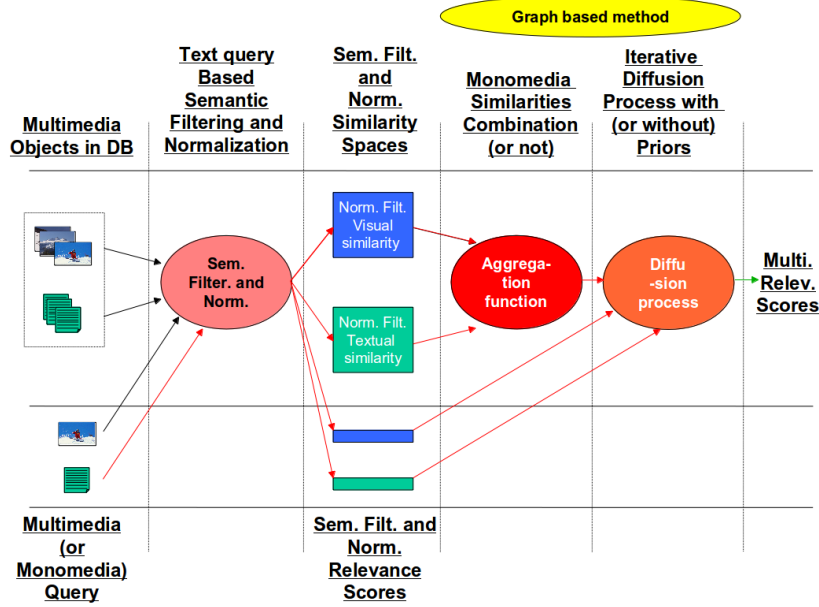 Graph based method
Text query
Based
Semantic
Filtering and
Normalization
Sem. Filt.
and
Norm.
Similarity
Spaces
Monomedia
Similarities
Combination
(or not)
Iterative
Diffusion
Process with
(or without)
Priors
Multimedia
Objects in DB
Norm. Filt.
Visual
similarity
Sem.
Filter. and
Norm.
Aggrega-
tion
function
Diffu
-sion
process
Multi.
Relev.
Scores
Norm. Filt.
Textual
similarity
Multimedia
(or
Monomedia)
Query
Sem. Filt. and
Norm.
Relevance
Scores